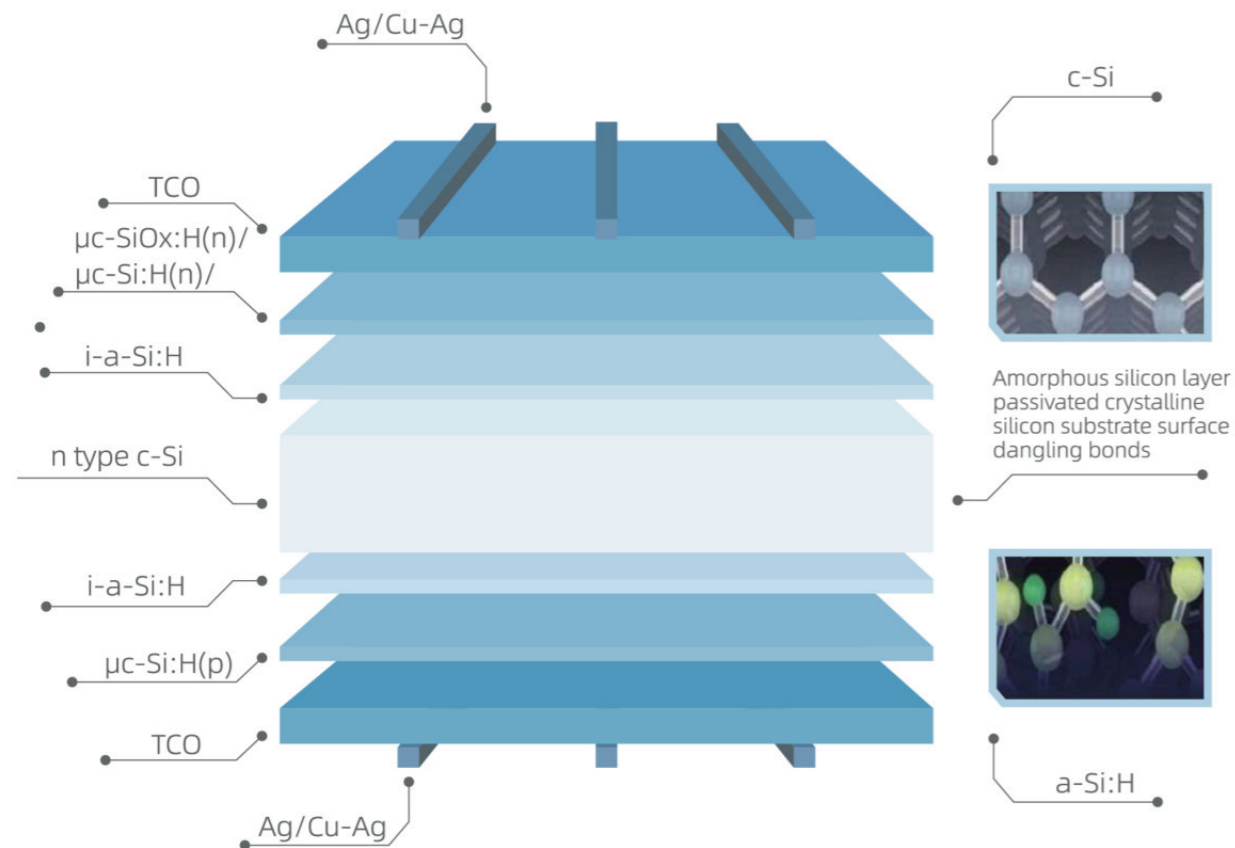 Ag/Cu-Ag
c-Si
TCO
μc-SiOx:H(n)/
μc-Si:H(n)/
i-a-Si:H
Amorphous silicon layer
passivated crystalline
silicon substrate surface
dangling bonds
n type c-Si
i-a-Si:H
μc-Si:H(p)
TCO
a-Si:H
Ag/Cu-Ag